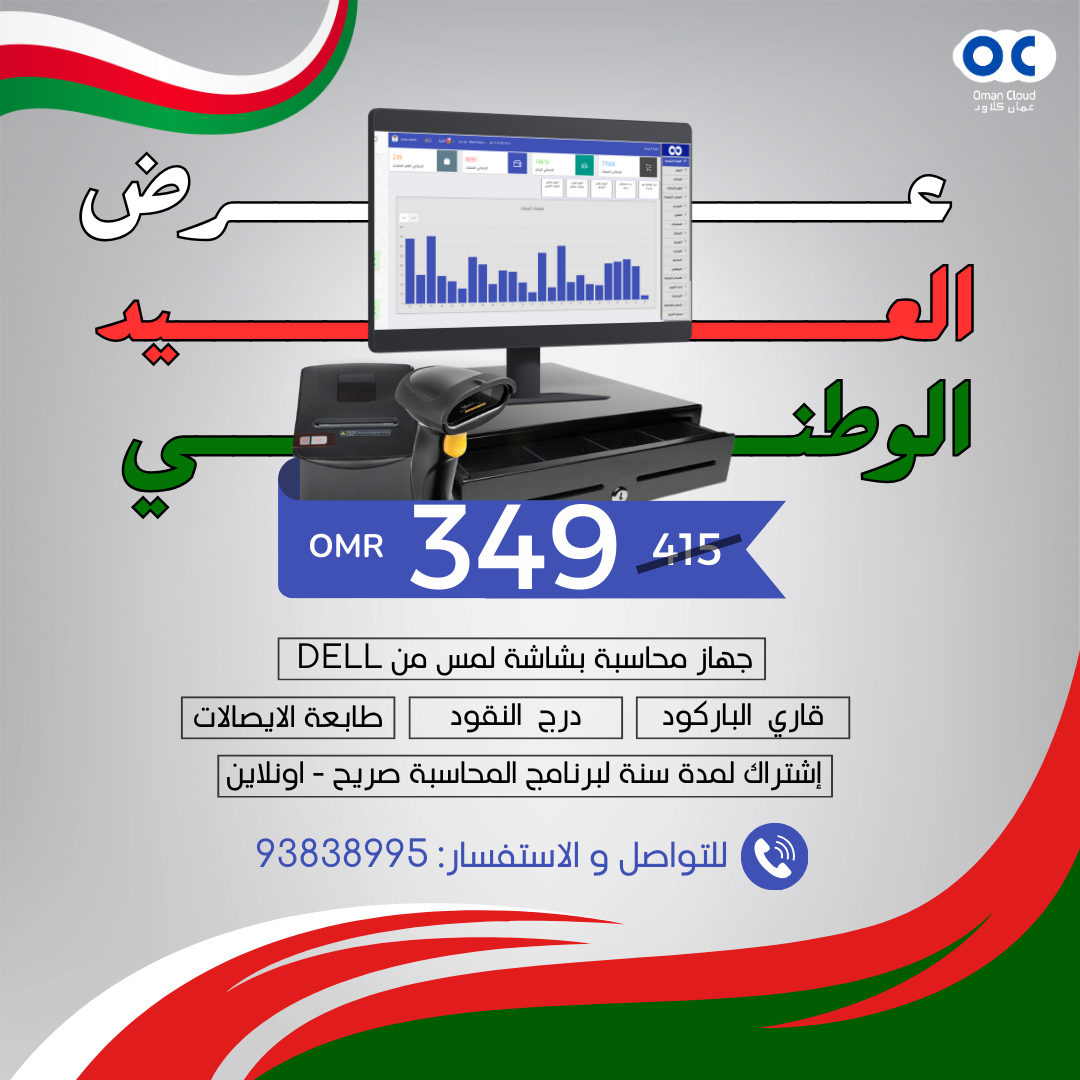 OC
Oman Cloud
عمان كلاود
عرض
العيد
الوطني
415 349 OMR
جهاز محاسبة بشاشة لمس من DELL
قاري الباركود
درج النقود
طابعة الايصالات
إشتراك لمدة سنة لبرنامج المحاسبة صريح - اونلاين
للتواصل و الاستفسار: 93838995